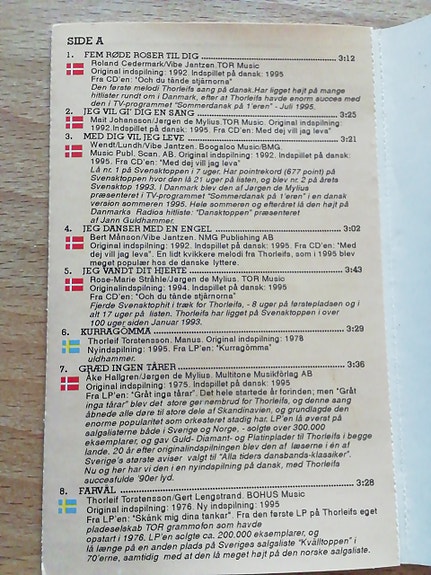 SIDE A
1. FEM RØDE ROSER TIL DIG 3:12
Roland Cedermark/Vibe Jantzen.TOR Music
Original indspilning: 1992. Indspillet på dansk: 1995
Fra CD'en: "Och du tände stjärnorna"
Den første melodi Thorleifs sang på dansk.Har ligget højt på mange
hitlister rundt om i Danmark, efter at Thorleifs havde enorm succes med
den i TV-programmet "Sommerdansk på 1'eren" - Juli 1995.
2. JEG VIL GI' DIG EN SANG 3:25
Mait Johansson/Jørgen de Mylius.TOR Music. Original indspilning:
1992.Indspillet på dansk: 1995. Fra CD'en: "Med dej vill jag leva"
3. MED DIG VIL JEG LEVE 3:21
Wendt/Lundh/Vibe Jantzen. Boogaloo Music/BMG.
Music Publ. Scan. AB. Original indspilning: 1992. Indspillet på dansk:
1995. Fra CD'en: "Med dej vill jag leva"
Lå nr. 1 på Svensktoppen i 7 uger. Har pointrekord (677 point) på
Svensktoppen hvor den lå 21 uger på listen, og blev nr. 2 på årets
Svensktop 1993. I Danmark blev den af Jørgen de Mylius
præsenteret i TV-programmet "Sommerdansk på 1'eren" i en dansk
version sommeren 1995. Hele sommeren og efteråret lå den højt på
Danmarks Radios hitliste: "Dansktoppen" præsenteret
af Jann Guldhammer.
4. JEG DANSER MED EN ENGEL 3:02
Bert Månson/Vibe Jantzen. NMG Publishing AB
Original indspilning: 1992. Indspillet på dansk: 1995. Fra CD'en: "Med
dej vill jag leva". En lidt kvikkere melodi fra Thorleifs, som i 1995 blev
meget populær hos de danske lyttere.
5. JEG VANDT DIT HJERTE 3:43
Rose-Marie Stråhle/Jørgen de Mylius. TOR Music
Originalindspilning: 1994. Indspillet på dansk: 1995
Fra CD'en: "Och du tände stjärnorna"
Fjerde Svensktophit i træk for Thorleifs, - 8 uger på førstepladsen og i
alt 17 uger på listen. Thorleifs har ligget på Svensktoppen i over
100 uger siden Januar 1993.
6. KURRAGÖMMA 3:29
Thorleif Torstensson. Manus. Original indspilning: 1978
Nyindspilning: 1995. Fra LP'en: "Kurragömma"
uldhammer.
7. GRÆD INGEN TÅRER 3:36
Åke Hallgren/Jørgen de Mylius. Multitone Musikförlag AB
Original indspilning: 1975. Indspillet på dansk: 1995
Fra LP'en: "Gråt inga tårar". Det hele startede år forinden; men "Gråt
inga tårar" blev det store gennembrud for Thorleifs, og denne sang
åbnede alle døre til store dele af Skandinavien, og grundlagde den
enorme popularitet som orkesteret stadig har. LP'en lå øverst på
salgslisterne både i Sverige og Norge, - solgte over 300.000
eksemplarer, og gav Guld- Diamant- og Platinplader til Thorleifs i begge
lande. 20 år efter originalindspilningen blev den af læserne i én af
Sverige's største aviser valgt til "Alla tiders dansbands-klassiker".
Nu og her har vi den i en nyindspilning på dansk, med Thorleifs
succesfulde '90er lyd.
8. FARVÄL 3:28
Thorleif Torstensson/Gert Lengstrand. BOHUS Music
Original indspilning: 1976. Ny indspilning: 1995
Fra LP'en: "Skänk mig dina tankar". Fra den første LP på Thorleifs eget
pladeselskab TOR grammofon som havde
opstart i 1976. LP'en solgte ca. 200.000 eksemplarer, og
lå længe på en anden plads på Sveriges salgsliste "Kvälltoppen" i
70'erne, samtidig med at den lå meget højt på den norske salgsliste.